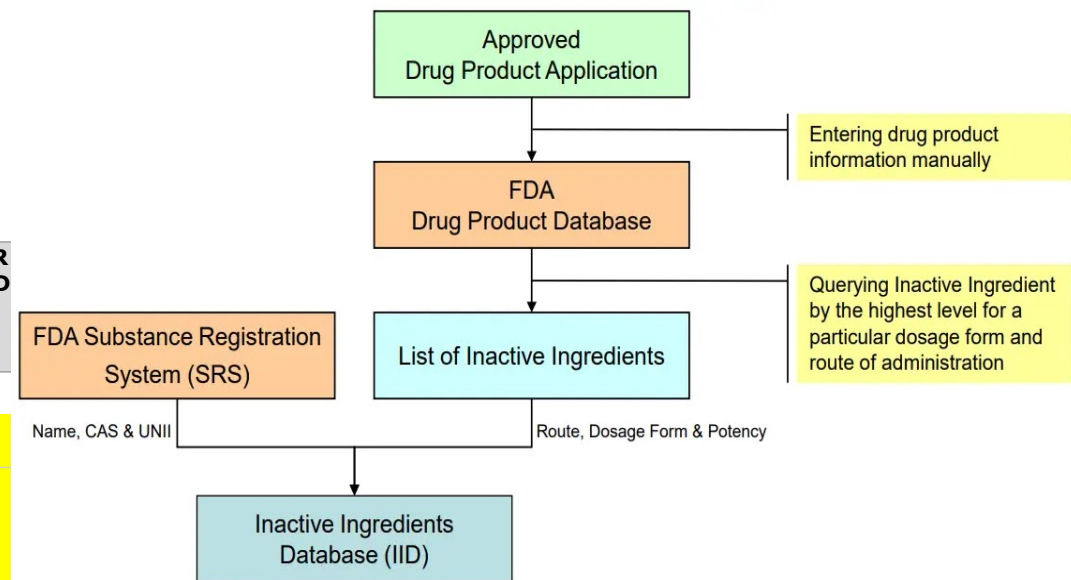 Approved
Drug Product Application
Entering drug product
information manually
FDA
Drug Product Database
R
D
Querying Inactive Ingredient
by the highest level for a
particular dosage form and
route of administration
FDA Substance Registration
System (SRS)
List of Inactive Ingredients
Name, CAS & UNII
Route, Dosage Form & Potency
Inactive Ingredients
Database (IID)